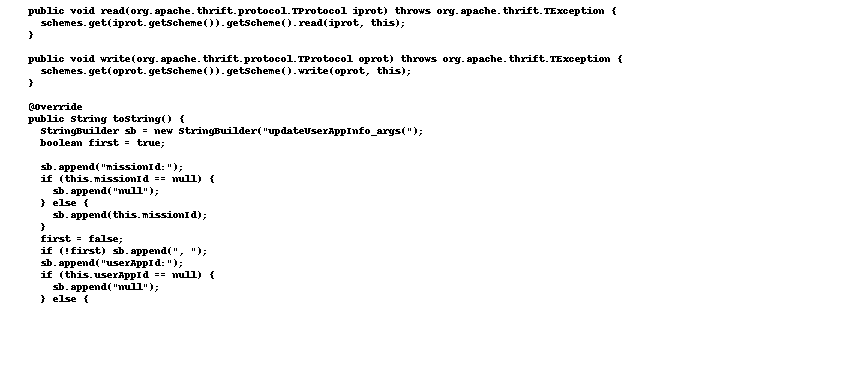 public void read(org.apache.thrift.protocol.TProtocol iprot) throws org.apache.thrift.TException {
schemes.get(iprot.getScheme()).getScheme().read(iprot, this);
}
public void write(org.apache.thrift.protocol.TProtocol oprot) throws org.apache.thrift.TException {
schemes.get(oprot.getScheme()).getScheme().write(oprot, this);
}
@Override
public String toString() {
StringBuilder sb = new StringBuilder("updateUserAppInfo_args(");
boolean first = true;
sb.append("missionId:");
if (this.missionId == null) {
sb.append("null");
} else {
sb.append(this.missionId);
}
first = false;
if (!first) sb.append(", ");
sb.append("userAppId:");
if (this.userAppId == null) {
sb.append("null");
} else {